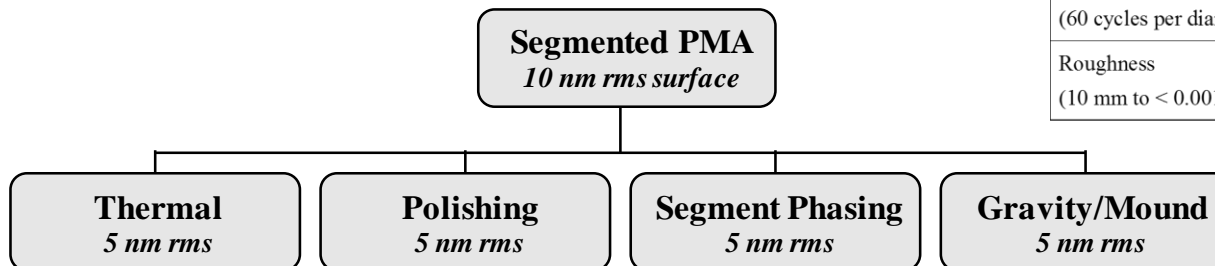 (60 cycles per dia
Roughness
(10 mm to < 0.00
Segmented PMA
10 nm rms surface
Thermal
5 nm rms
Polishing
5 nm rms
Segment Phasing
5 nm rms
Gravity/Mound
5 nm rms